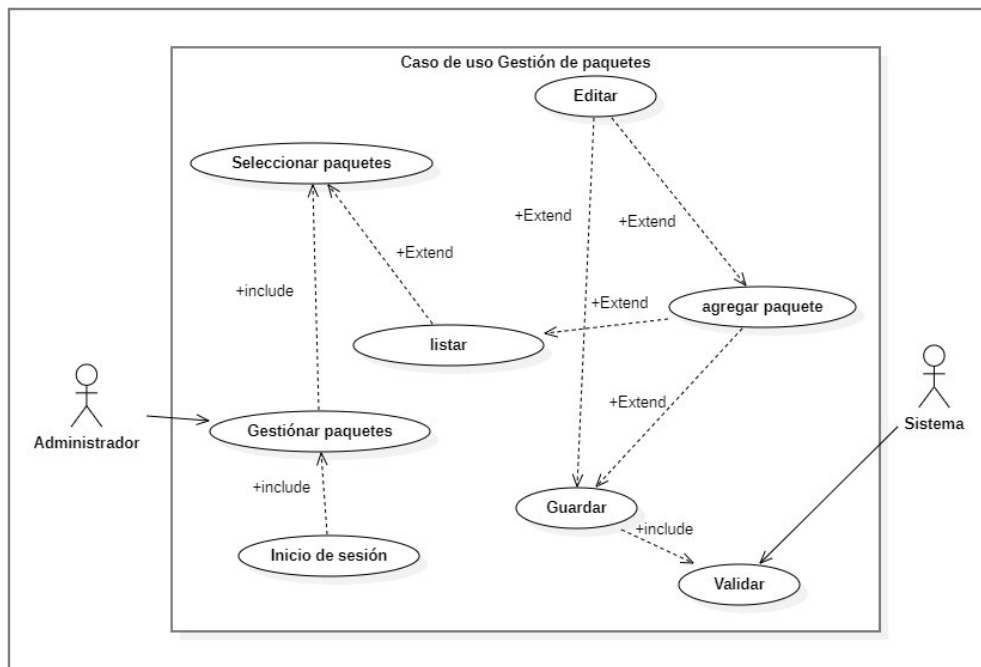 Caso de uso Gestión de paquetes
Editar
Seleccionar paquetes
+Extend
+Extend
+Extend
+include
+Extend
agregar paquete
listar
+Extend
Administrador
Gestiónar paquetes
Sistema
+include
Guardar
+include
Inicio de sesión
Validar